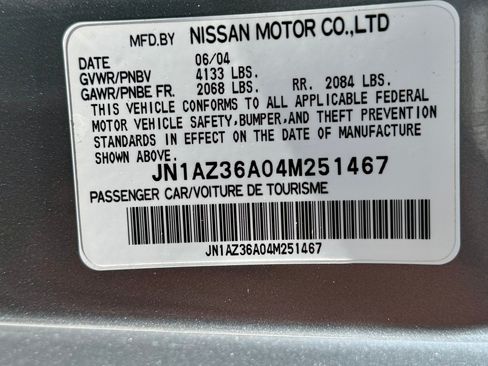 MFD.BY NISSAN MOTOR CO.,LTD
DATE 06/04
GVWR/PNBV 4133 LBS.
GAWR/PNBE FR. 2068 LBS. RR. 2084 LBS.
THIS VEHICLE CONFORMS TO ALL APPLICABLE FEDERAL
MOTOR VEHICLE SAFETY,BUMPER,AND THEFT PREVENTION
STANDARDS IN EFFECT ON THE DATE OF MANUFACTURE
SHOWN ABOVE. JN1AZ36A04M251467
PASSENGER CAR/VOITURE DE TOURISME
JN1AZ36A04M251467